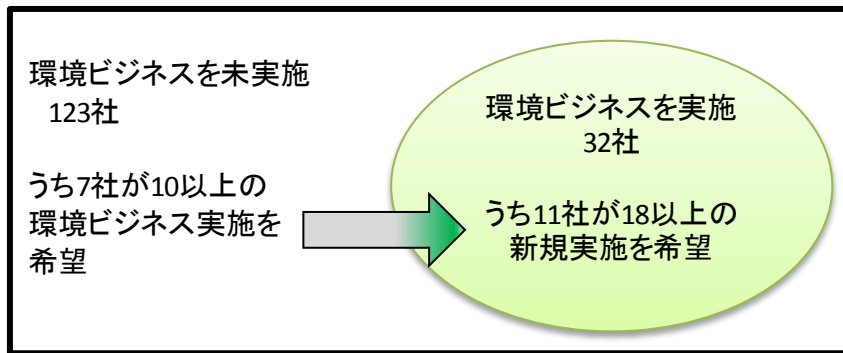 環境ビジネスを未実施
123社
うち7社が10以上の
環境ビジネス実施を
希望
環境ビジネスを実施
32社
うち11社が18以上の
新規実施を希望